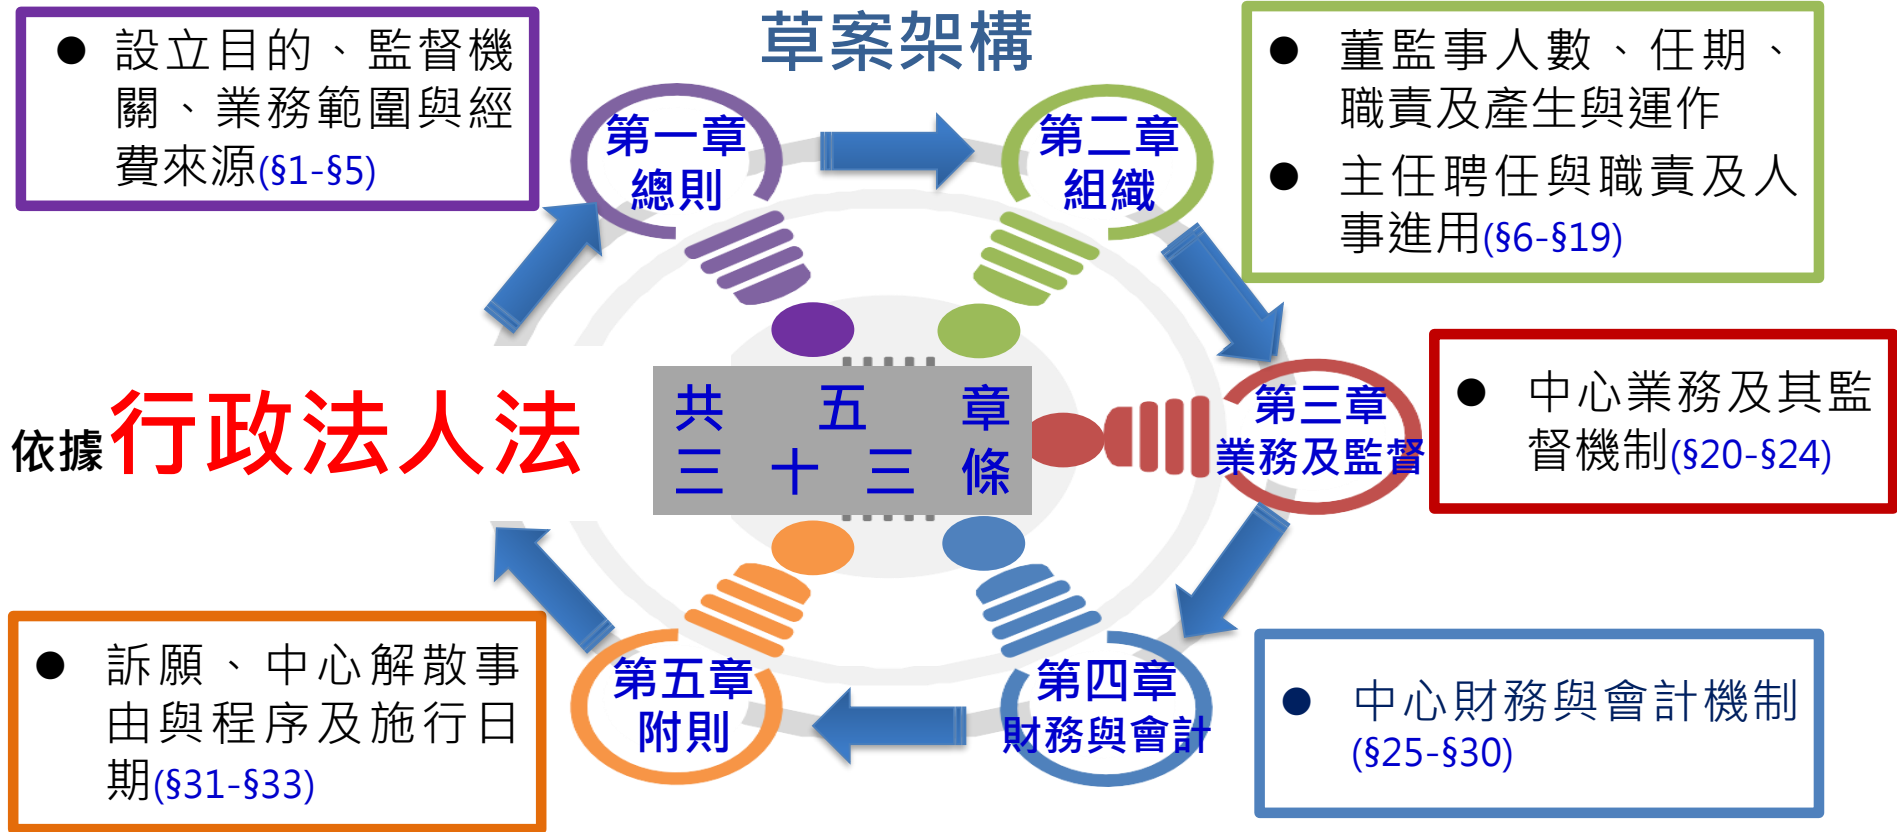 草案架構
● 設立目的、監督機
關、業務範圍與經
費來源(§1-§5)
第一章
總則
第二章
組織
● 董監事人數、任期、
職責及產生與運作
● 主任聘任與職責及人
事進用(§6-§19)
依據行政法人法
共五章
三十三條
第三章
業務及監督
● 中心業務及其監
督機制(§20-§24)
● 訴願、中心解散事
由與程序及施行日
期(§31-§33)
第五章
附則
第四章
財務與會計
● 中心財務與會計機制
(§25-§30)